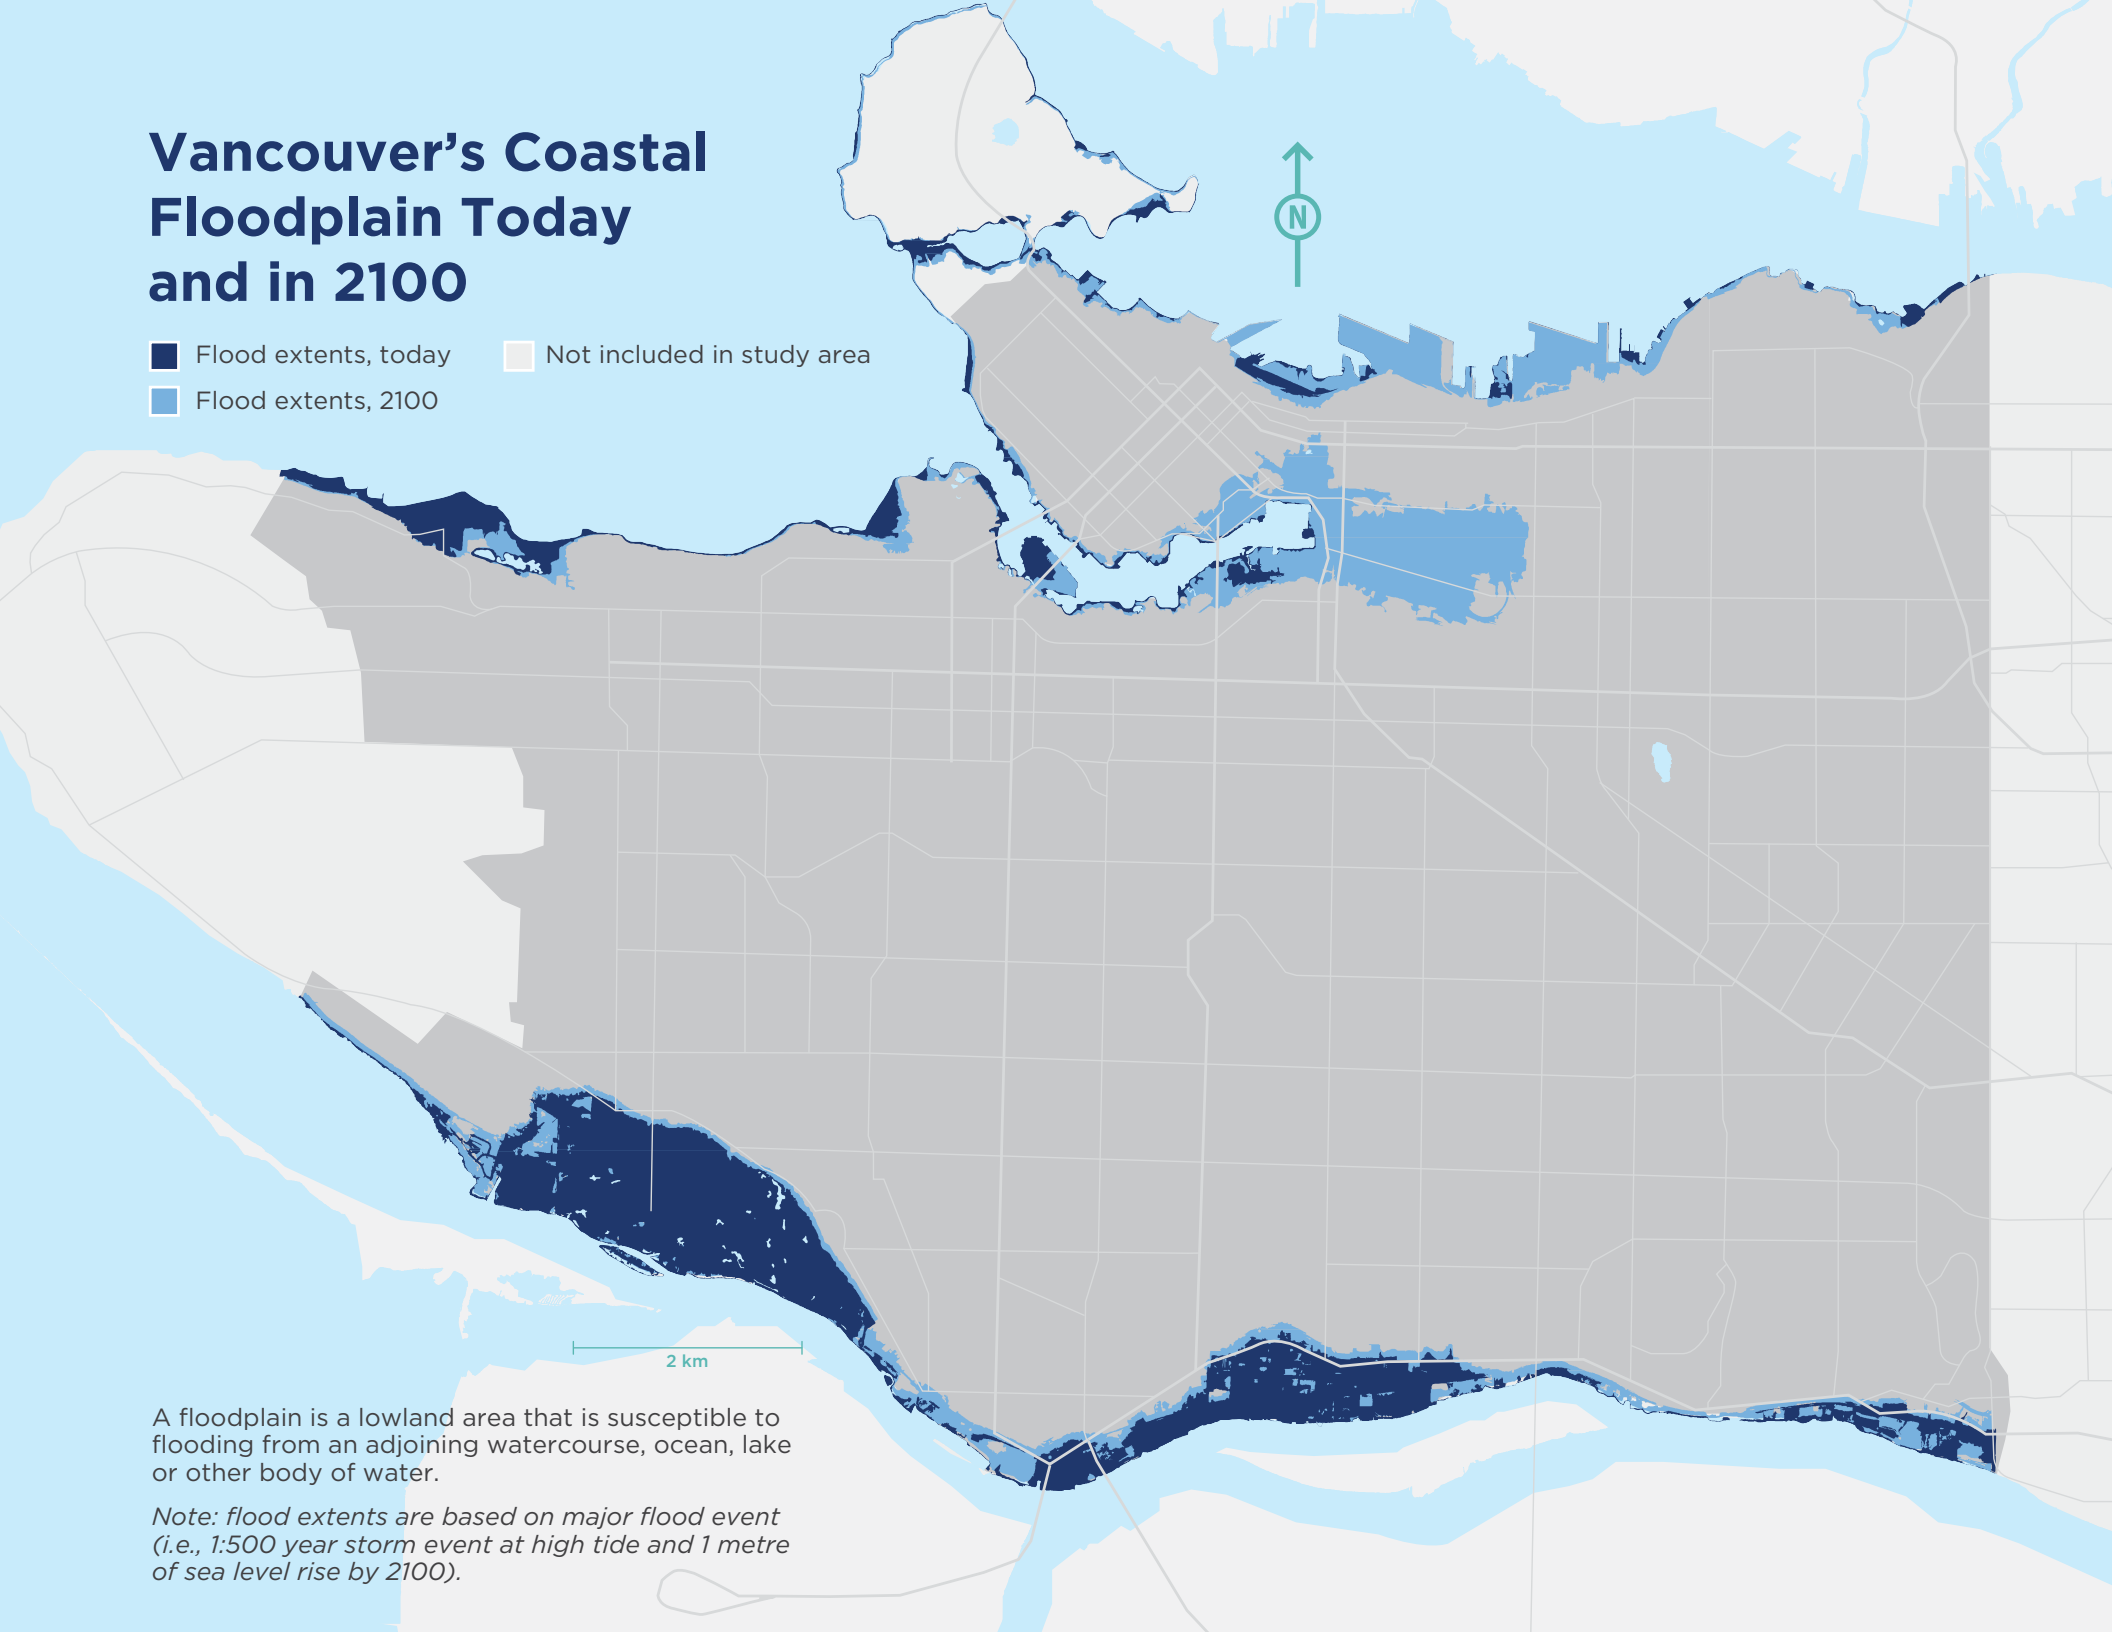 Vancouver’s Coastal
Floodplain Today
and in 2100
Flood extents, today
Not included in study area
Flood extents, 2100
N
2 km
A floodplain is a lowland area that is susceptible to
flooding from an adjoining watercourse, ocean, lake
or other body of water.
Note: flood extents are based on major flood event
(i.e., 1:500 year storm event at high tide and 1 metre
of sea level rise by 2100).